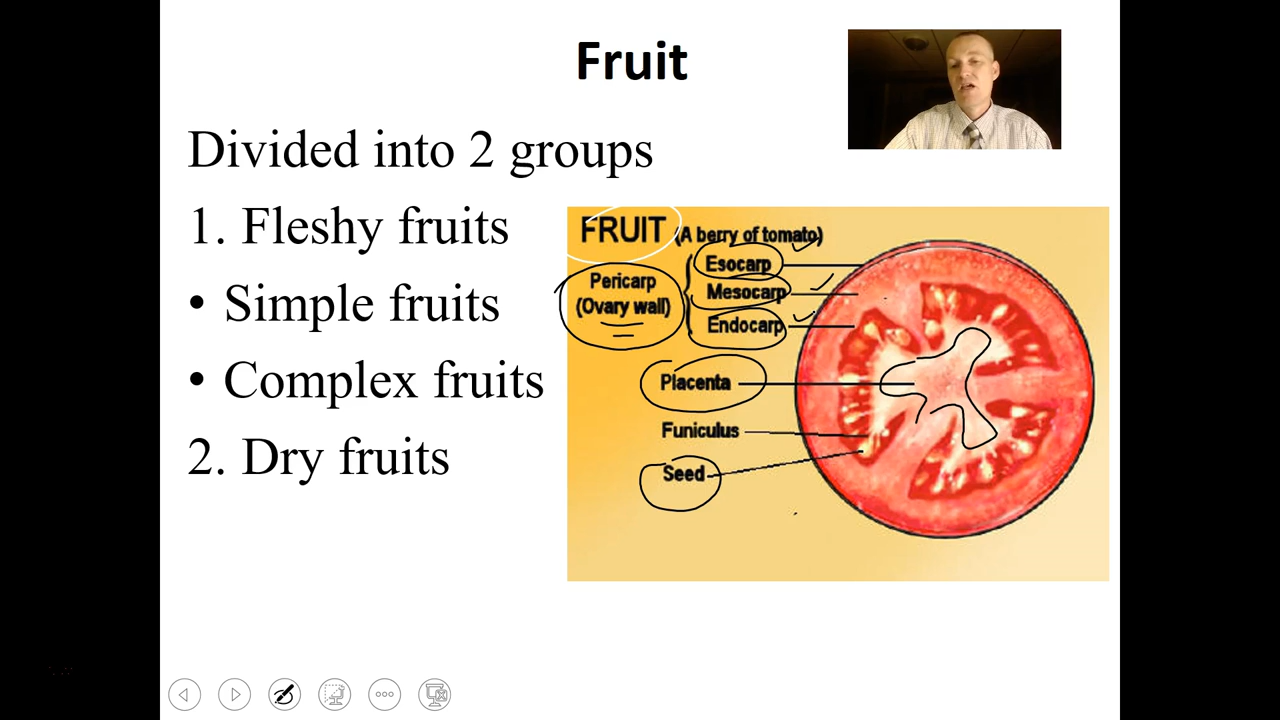 Fruit
Divided into 2 groups
1. Fleshy fruits
• Simple fruits
• Complex fruits
2. Dry fruits
FRUIT (A berry of tomato)
Pericarp
(Ovary wall)
Esocarp
Mesocarp
Endocarp
Placenta
Funiculus
Seed